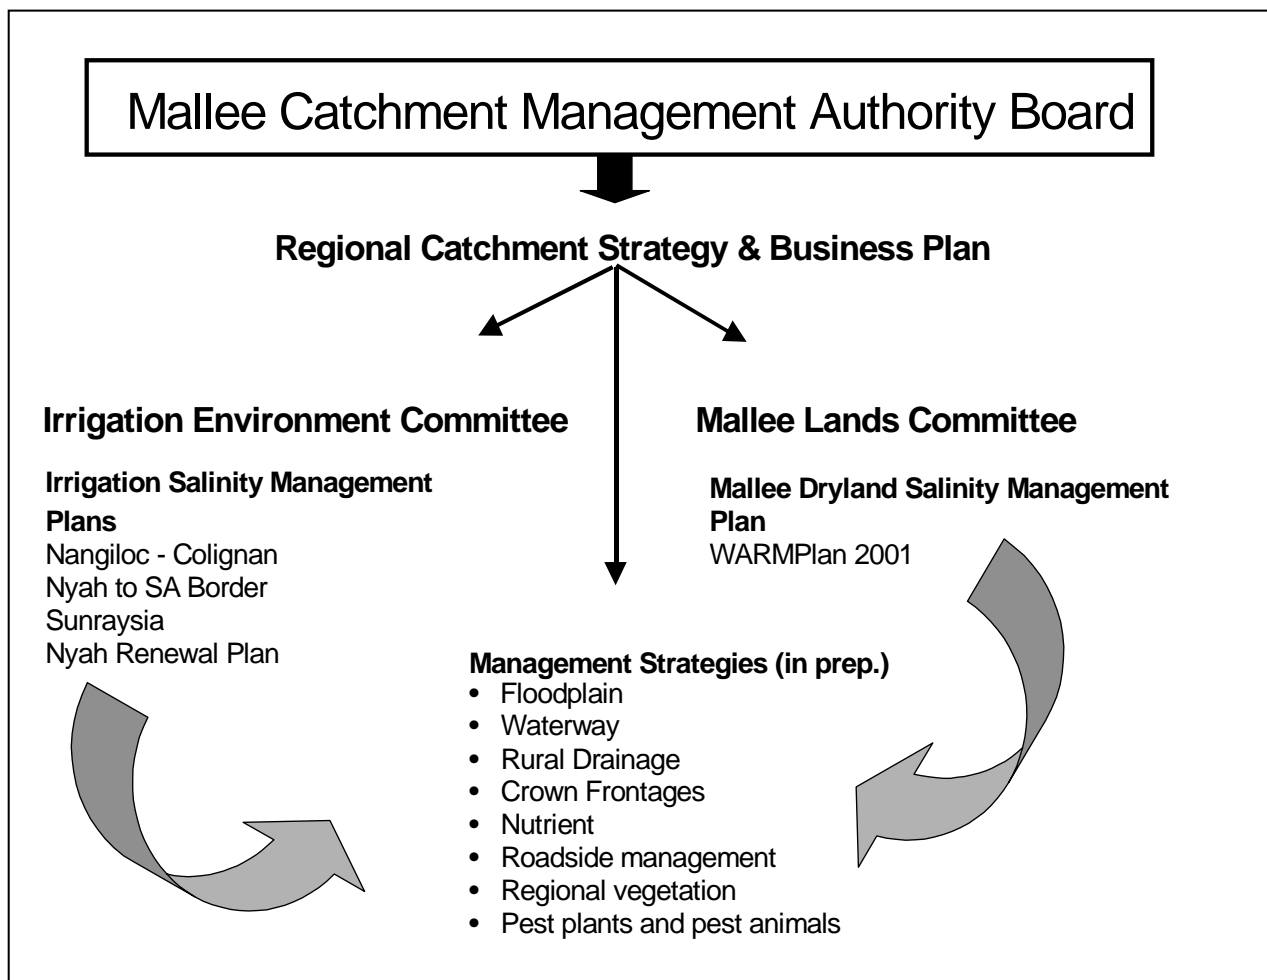 Mallee Catchment Management Authority Board
Regional Catchment Strategy & Business Plan
Irrigation Environment Committee
Irrigation Salinity Management
Plans
Nangiloc - Colignan
Nyah to SA Border
Sunraysia
Nyah Renewal Plan
Mallee Lands Committee
Mallee Dryland Salinity Management
Plan
WARMPlan 2001
Management Strategies (in prep.)
• Floodplain
• Waterway
• Rural Drainage
• Crown Frontages
• Nutrient
• Roadside management
• Regional vegetation
• Pest plants and pest animals